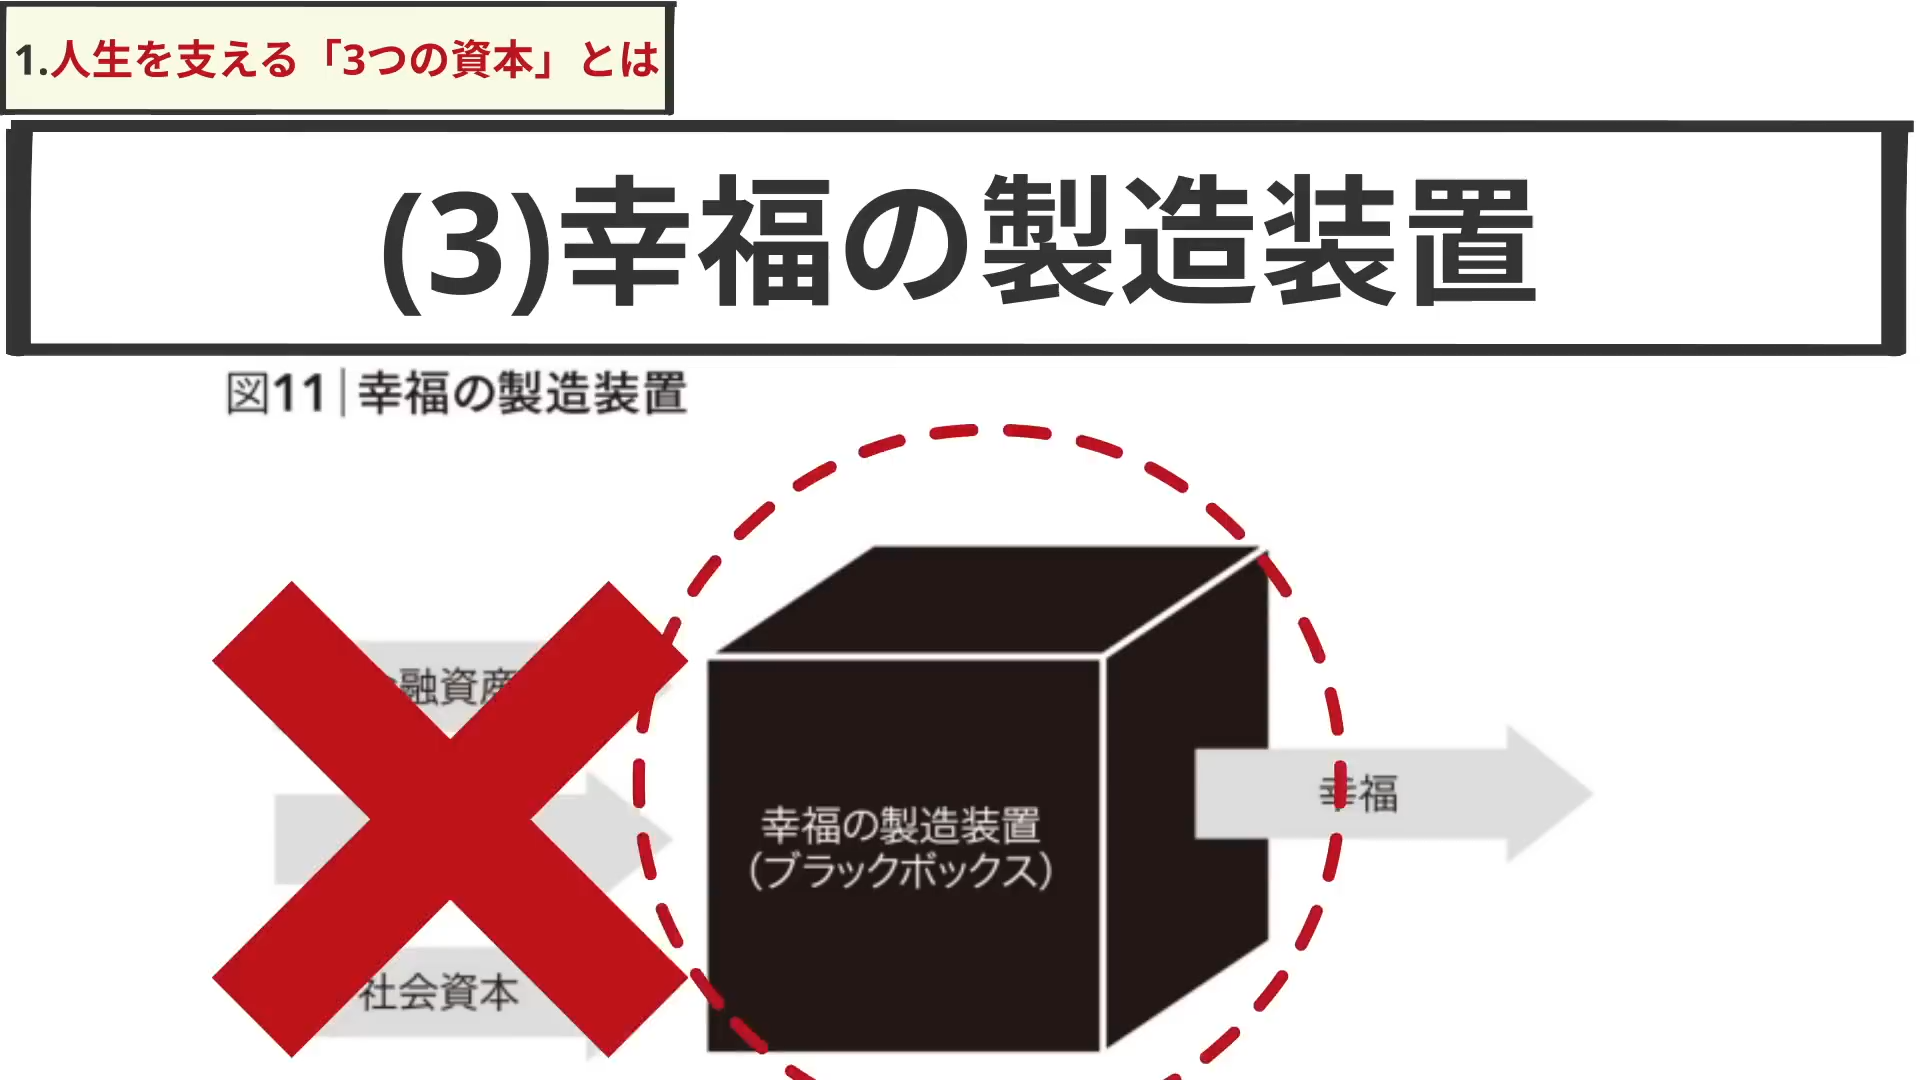 1.人生を支える「3つの資本」とは
(3)幸福の製造装置
図11｜幸福の製造装置
融資産
幸福の製造装置
(ブラックボックス)
幸福
社会資本